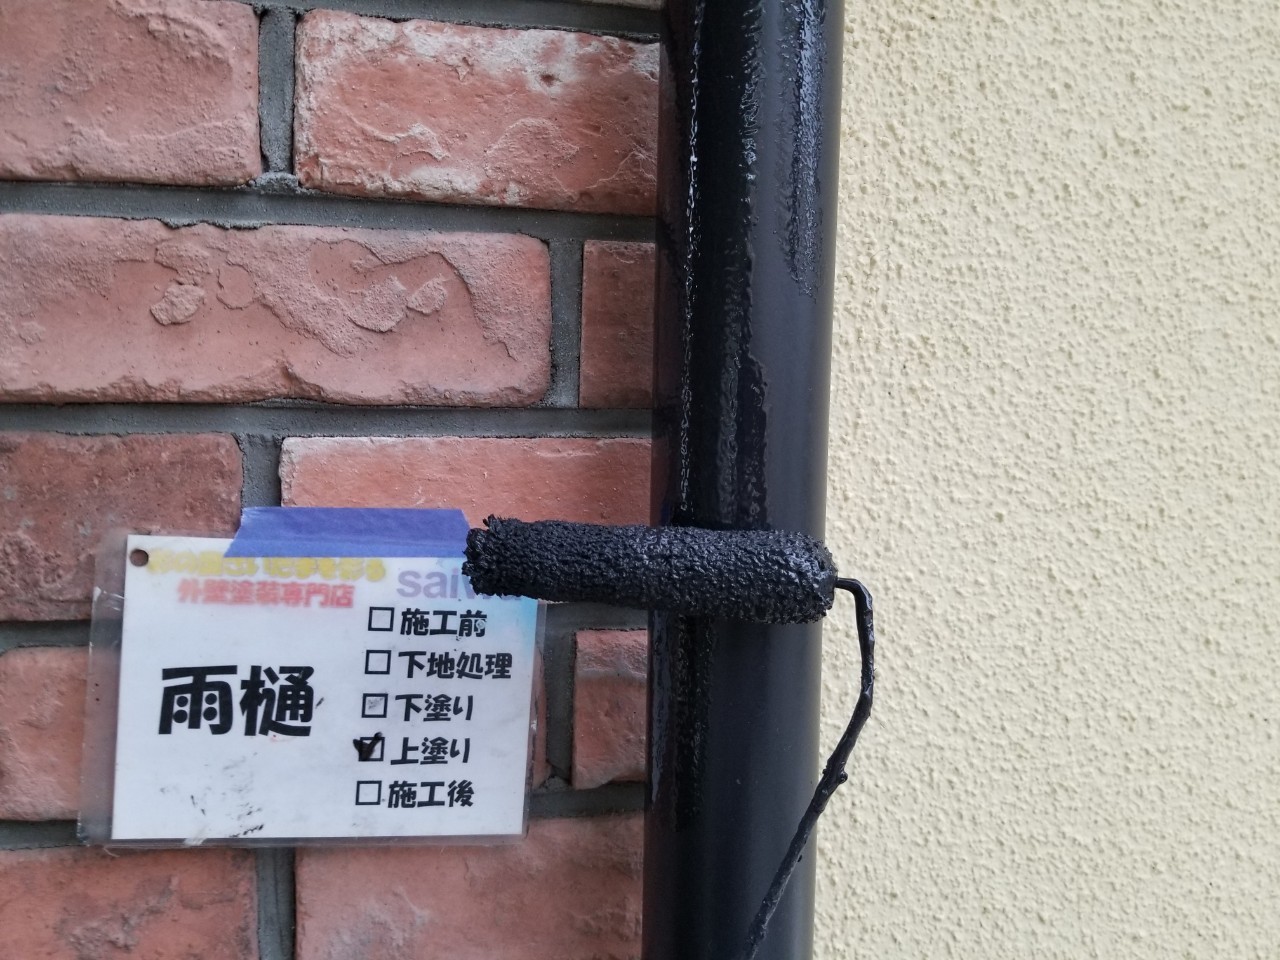 外壁塗装専門店
雨樋
施工前
下地処理
下塗り
上塗り
施工後